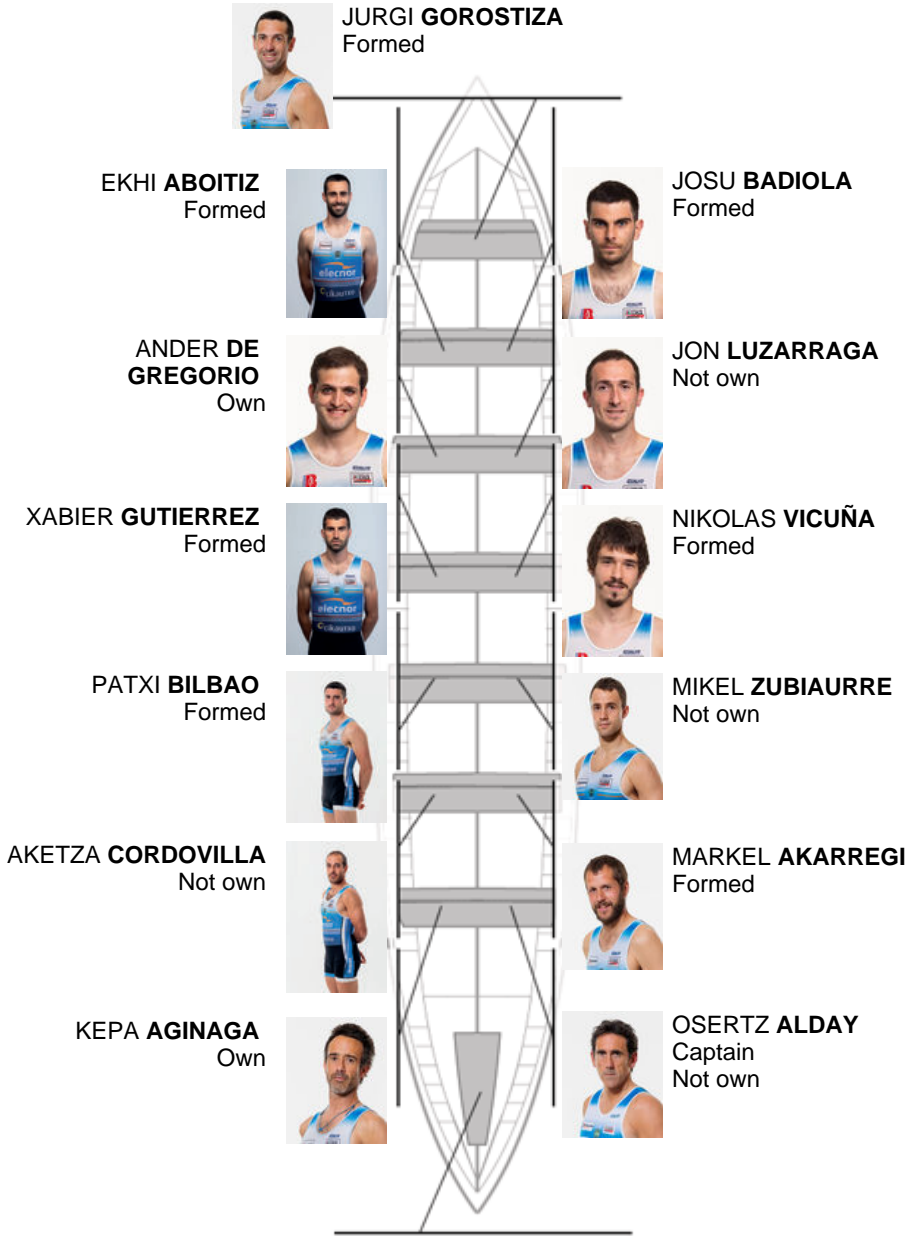 JURGI GOROSTIZA
Formed
EKHI ABOITIZ
Formed
JOSU BADIOLA
Formed
ANDER DE
GREGORIO
Own
JON LUZARRAGA
Not own
XABIER GUTIERREZ
Formed
NIKOLAS VICUÑA
Formed
PATXI BILBAO
Formed
MIKEL ZUBIAURRE
Not own
AKETZA CORDOVILLA
Not own
MARKEL AKARREGI
Formed
KEPA AGINAGA
Own
OSERTZ ALDAY
Captain
Not own
elecnor
elecnor